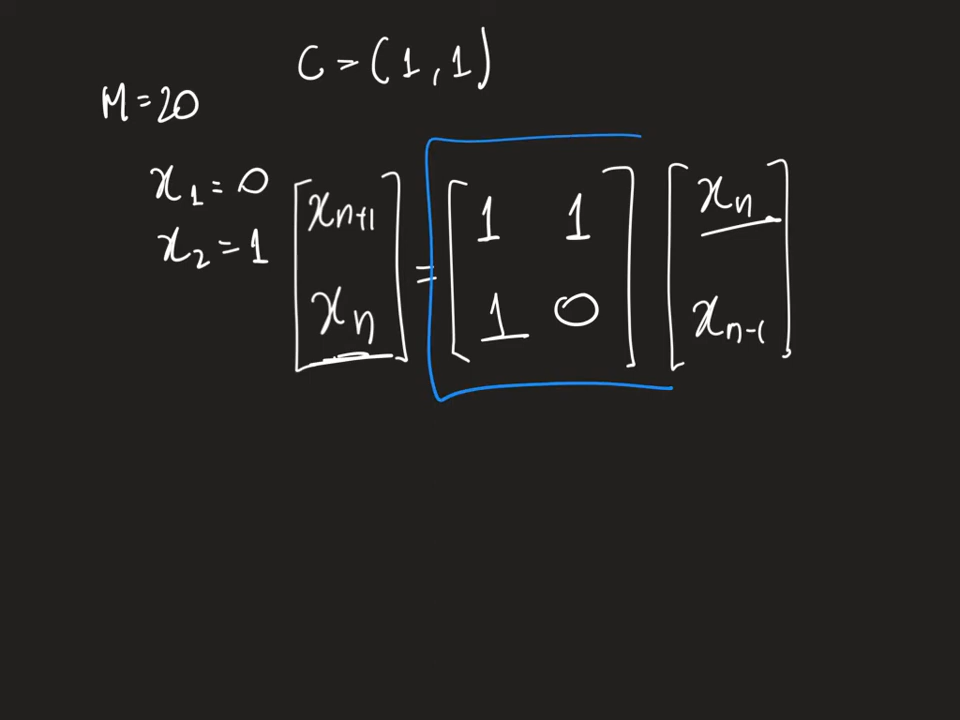 C = (1, 1)
M = 20
x₁ = 0
x₂ = 1
[xₙ₊₁] = [1 1] [xₙ]
[xₙ] [1 0] [xₙ₋₁]